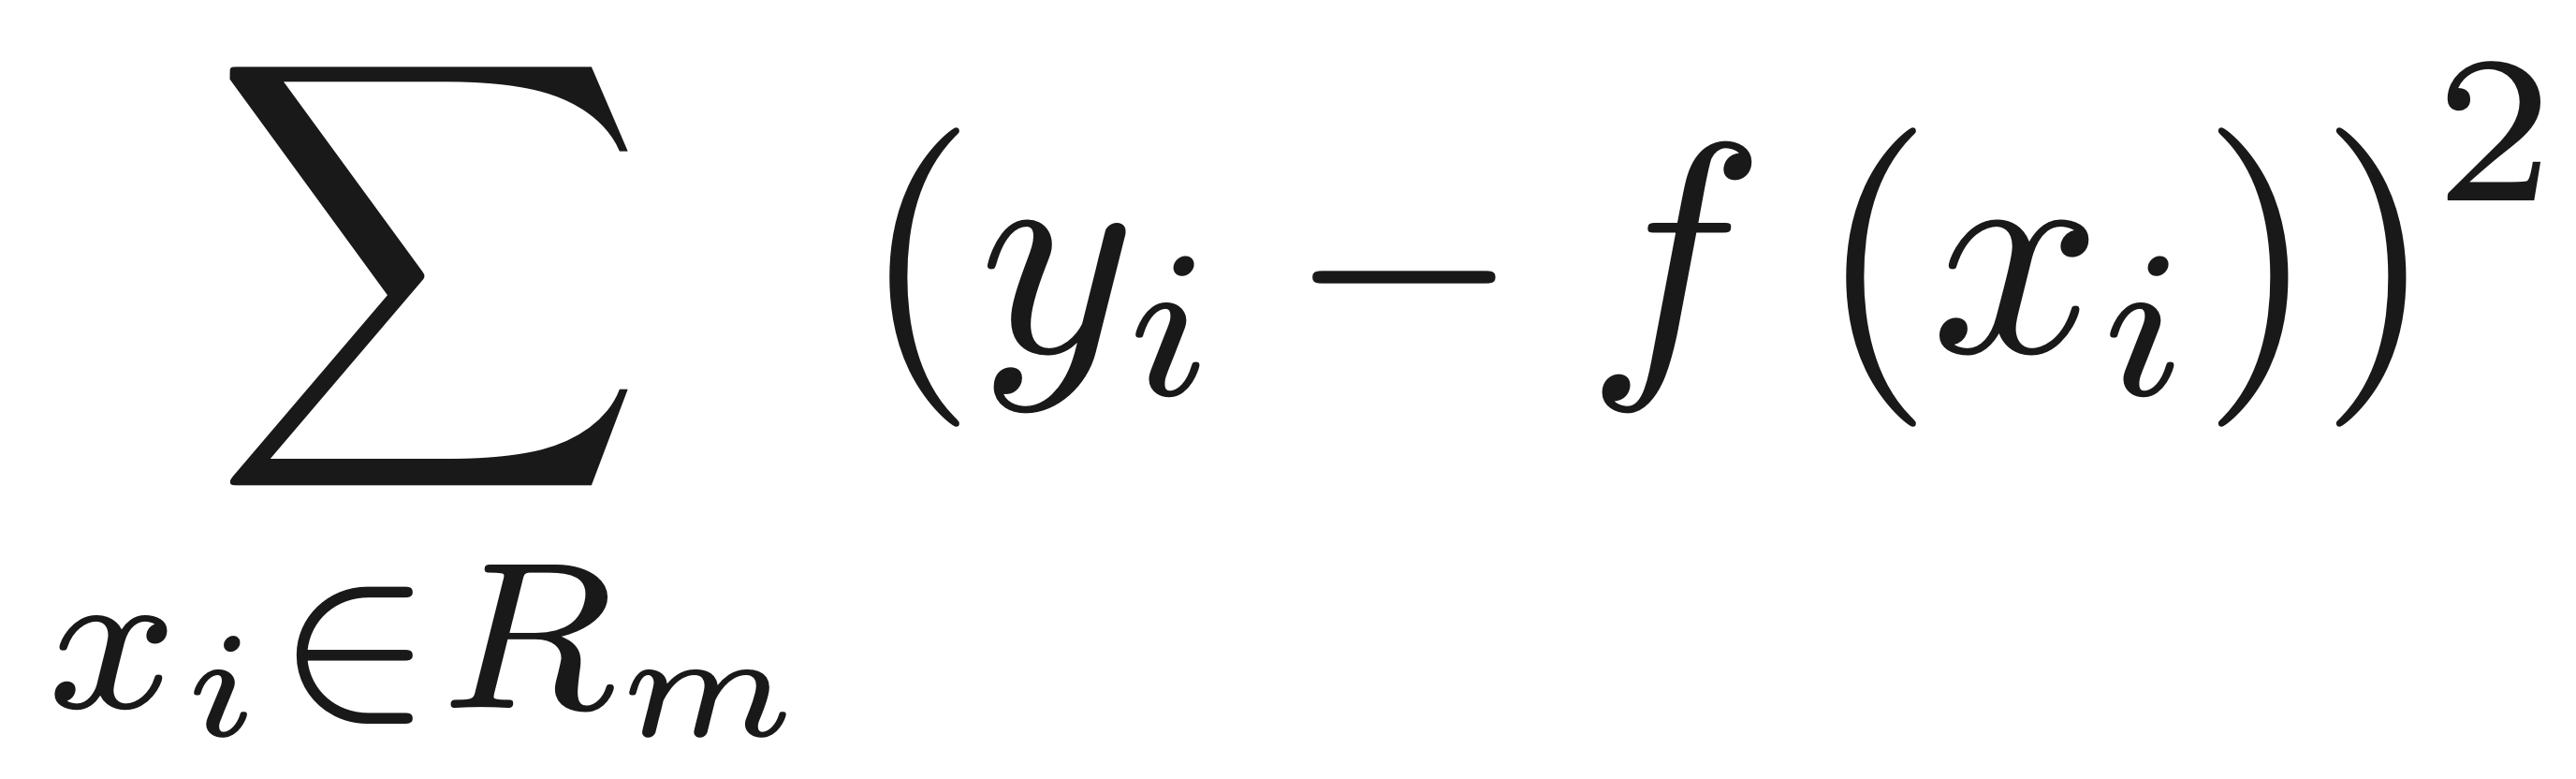 ∑ (y_i − f (x_i))^2
x_i ∈ R_m